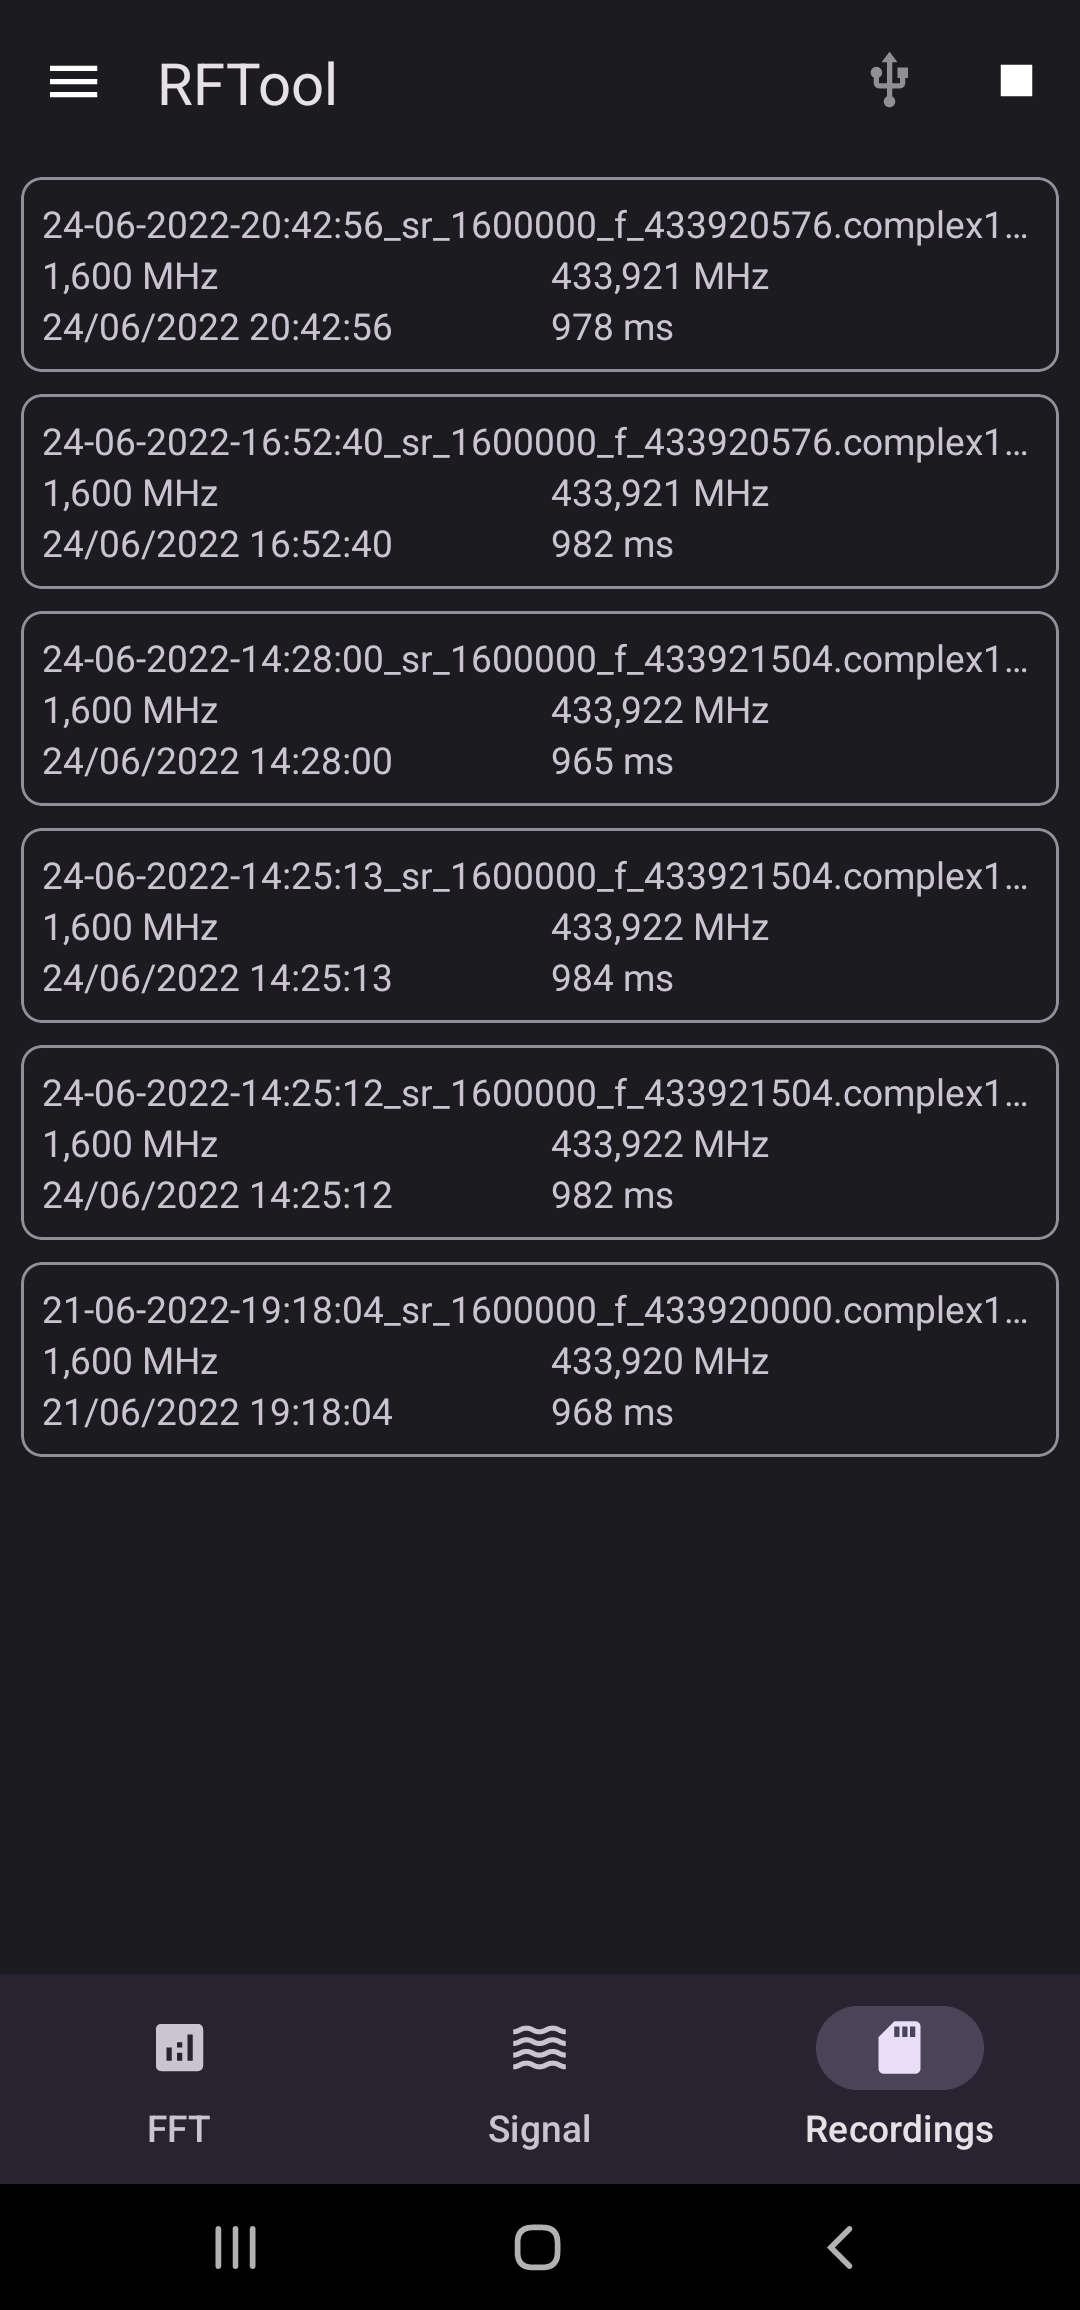 RFTool
24-06-2022-20:42:56_sr_1600000_f_433920576.complex1...
1,600 MHz 433,921 MHz
24/06/2022 20:42:56 978 ms
24-06-2022-16:52:40_sr_1600000_f_433920576.complex1...
1,600 MHz 433,921 MHz
24/06/2022 16:52:40 982 ms
24-06-2022-14:28:00_sr_1600000_f_433921504.complex1...
1,600 MHz 433,922 MHz
24/06/2022 14:28:00 965 ms
24-06-2022-14:25:13_sr_1600000_f_433921504.complex1...
1,600 MHz 433,922 MHz
24/06/2022 14:25:13 984 ms
24-06-2022-14:25:12_sr_1600000_f_433921504.complex1...
1,600 MHz 433,922 MHz
24/06/2022 14:25:12 982 ms
21-06-2022-19:18:04_sr_1600000_f_433920000.complex1...
1,600 MHz 433,920 MHz
21/06/2022 19:18:04 968 ms
FFT Signal Recordings